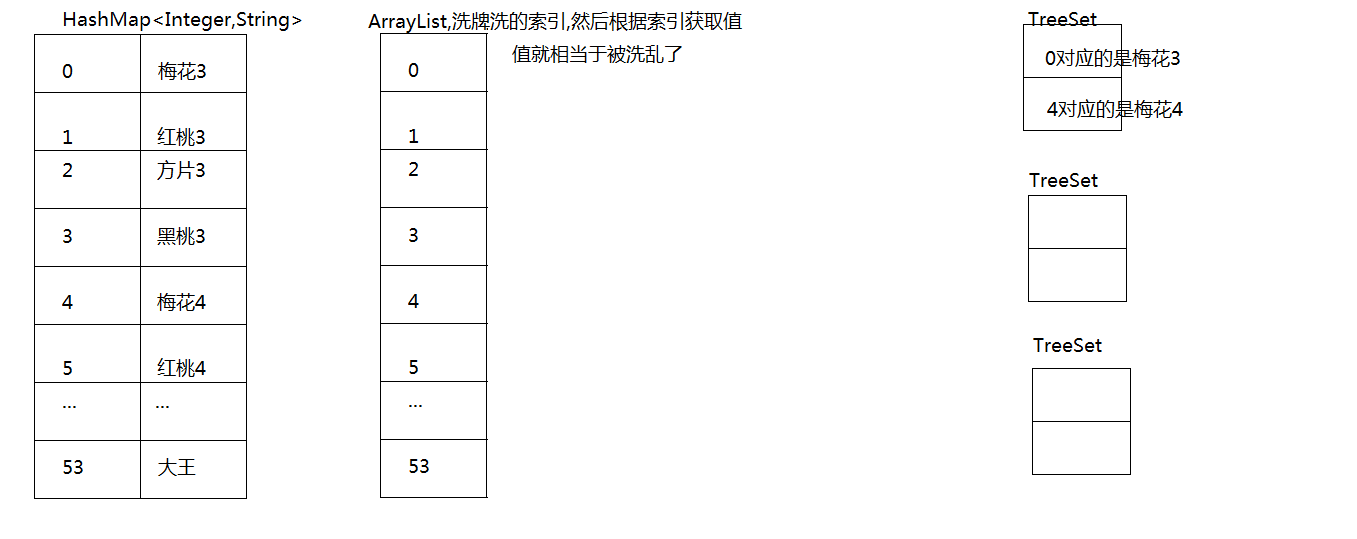 HashMap<Integer,String>
0 梅花3
1 红桃3
2 方片3
3 黑桃3
4 梅花4
5 红桃4
... ...
53 大王
ArrayList,洗牌洗的索引,然后根据索引获取值
值就相当于被洗乱了
0
1
2
3
4
5
...
53
TreeSet
0对应的是梅花3
4对应的是梅花4
TreeSet
TreeSet